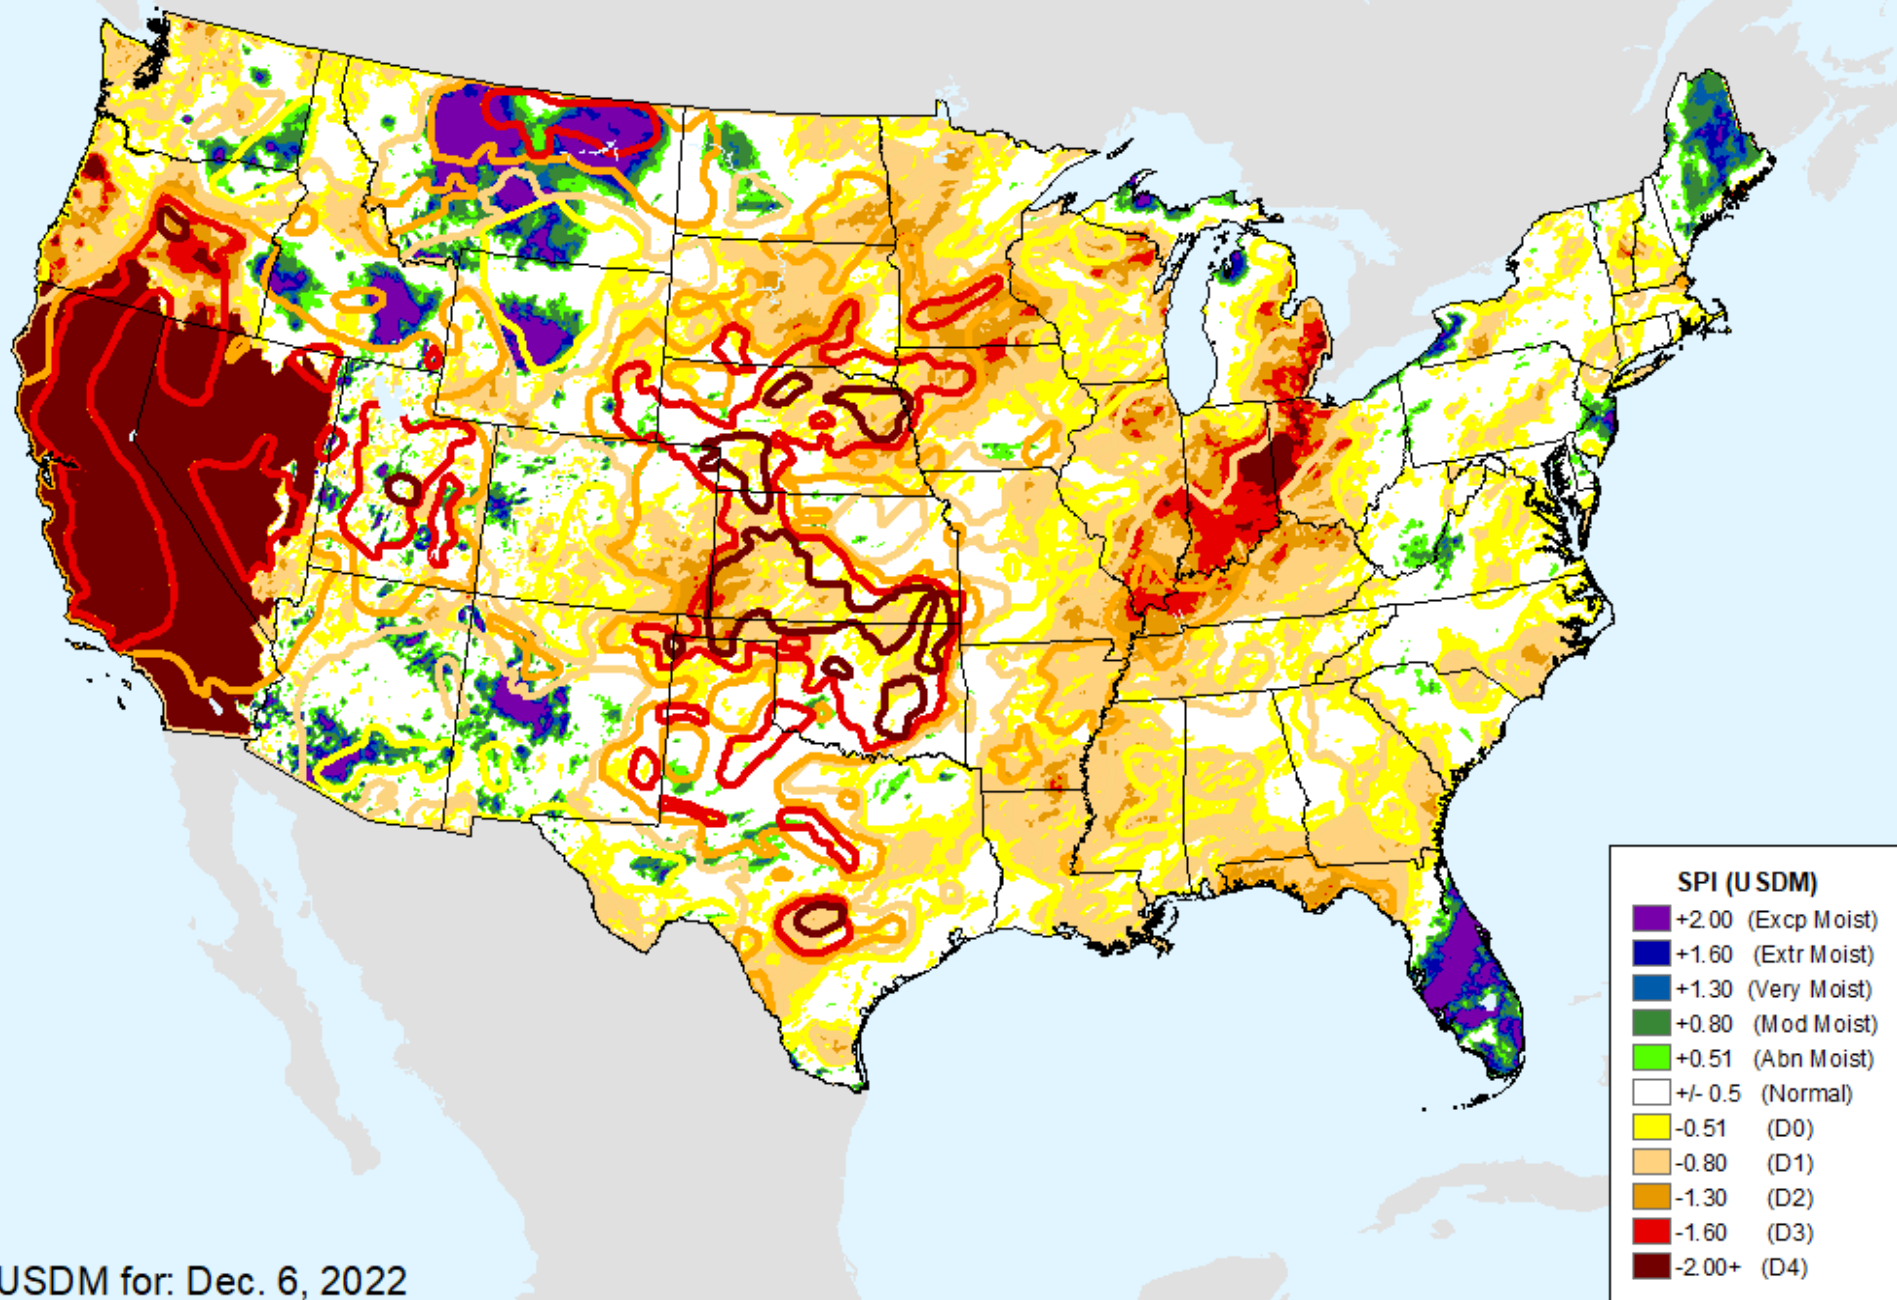 SPI (USDM)
+2.00 (Excp Moist)
+1.60 (Extr Moist)
+1.30 (Very Moist)
+0.80 (Mod Moist)
+0.51 (Abn Moist)
+/- 0.5 (Normal)
-0.51 (D0)
-0.80 (D1)
-1.30 (D2)
-1.60 (D3)
-2.00+ (D4)
USDM for: Dec. 6, 2022